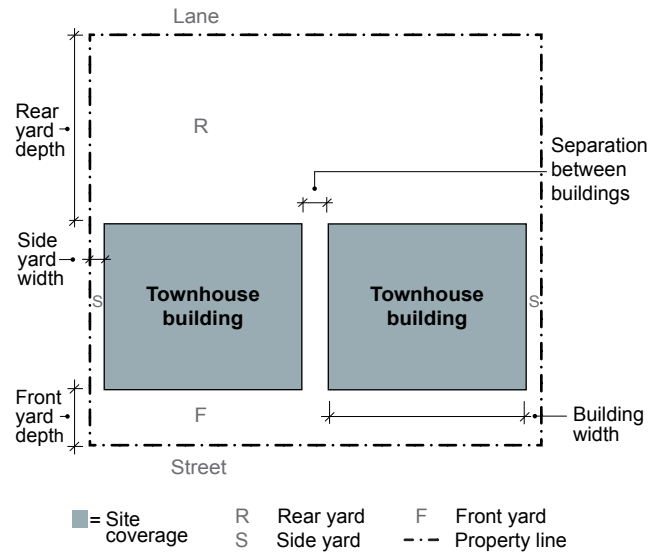 Lane
Rear
yard
depth
R
Separation
between
buildings
Side
yard
width
S
Townhouse
building
Townhouse
building
S
Front
yard
depth
F
Building
width
Street
= Site
coverage
R Rear yard
S Side yard
F Front yard
Property line